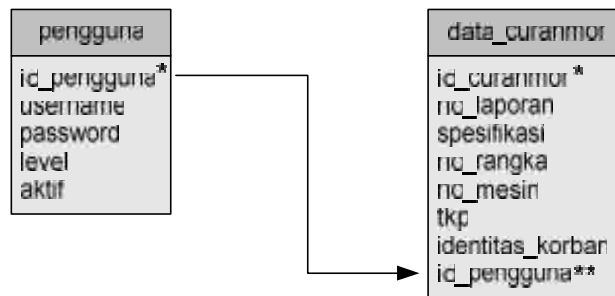 pengguna
id_pengguna*
username
password
level
aktif
data_curanmor
id_curanmor*
no_laporan
spesifikasi
no_rangka
no_mesin
tkp
identitas_korban
id_pengguna**